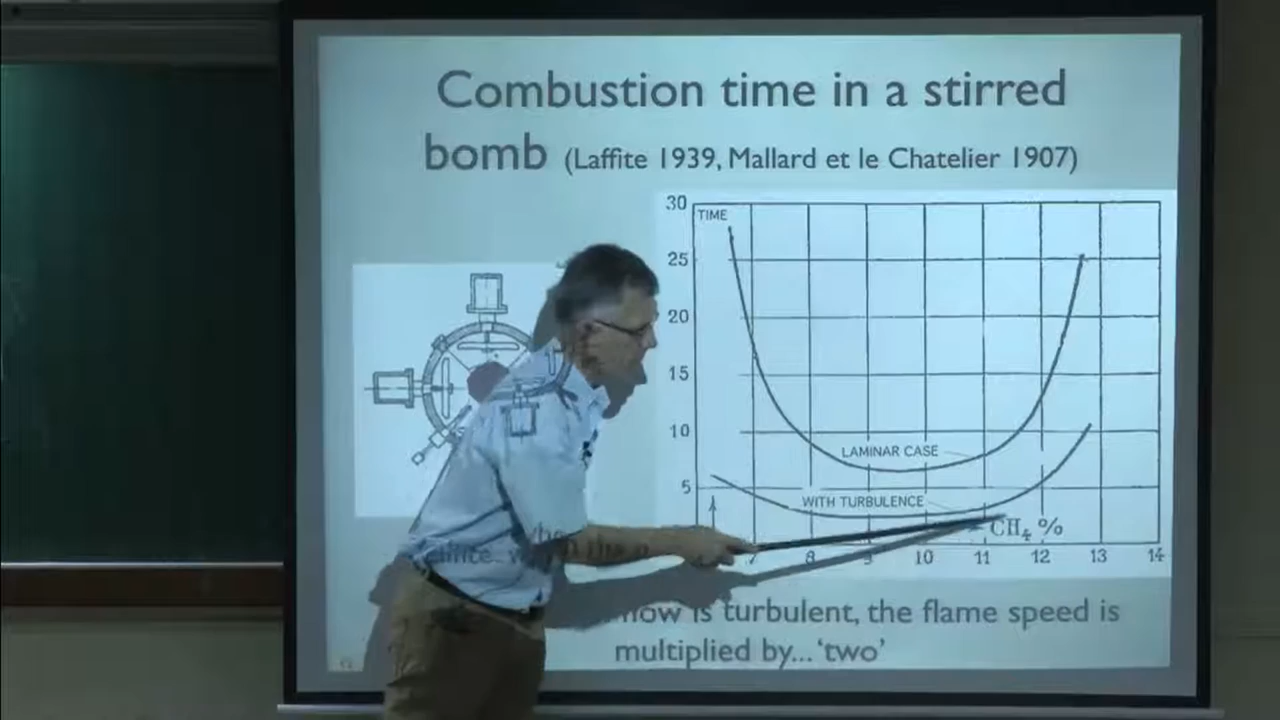 Combustion time in a stirred
bomb (Laffite 1939, Mallard et le Chatelier 1907)
30
TIME
25
20
15
10
LAMINAR CASE
5
WITH TURBULENCE
CH₄ %
7 8 9 10 11 12 13 14
is turbulent, the flame speed is
multiplied by... ‘two’